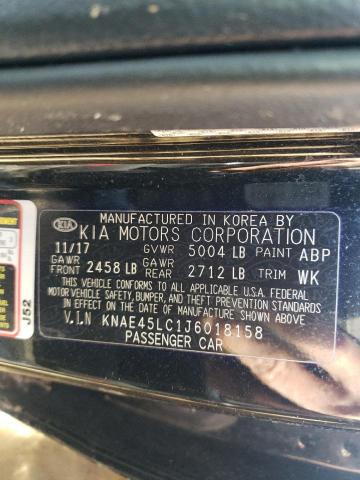 MANUFACTURED IN KOREA BY
KIA
KIA MOTORS CORPORATION
11/17 GVWR 5004 LB PAINT ABP
GAWR FRONT 2458 LB GAWR REAR 2712 LB TRIM WK
THIS VEHICLE CONFORMS TO ALL APPLICABLE U.S.A. FEDERAL
MOTOR VEHICLE SAFETY, BUMPER, AND THEFT PREVENTION STANDARDS
IN EFFECT ON THE DATE OF MANUFACTURE SHOWN ABOVE
V.I.N KNAE45LC1J6018158
PASSENGER CAR
J52